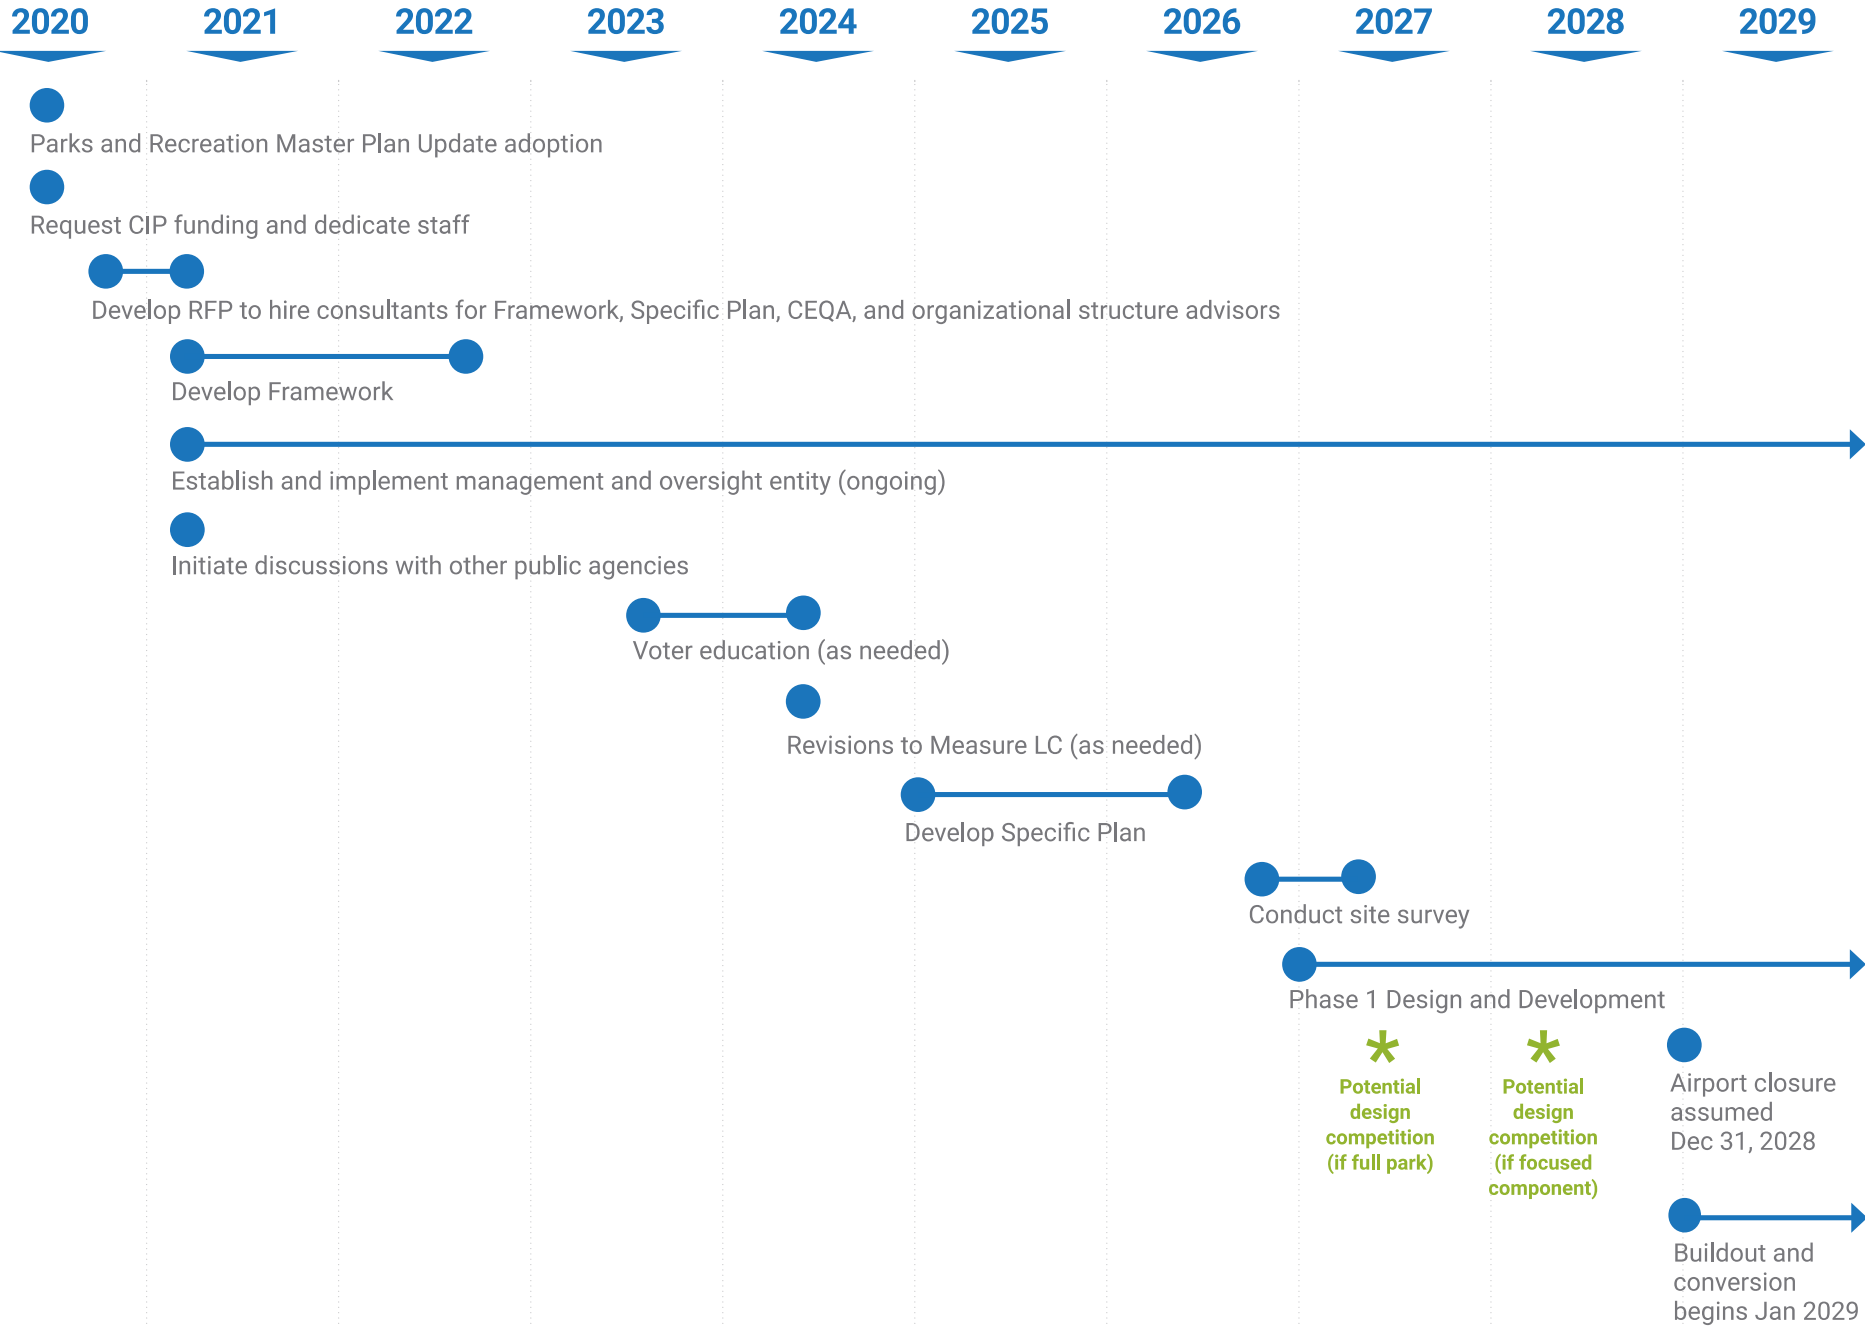 2020 2021 2022 2023 2024 2025 2026 2027 2028 2029
Parks and Recreation Master Plan Update adoption
Request CIP funding and dedicate staff
Develop RFP to hire consultants for Framework, Specific Plan, CEQA, and organizational structure advisors
Develop Framework
Establish and implement management and oversight entity (ongoing)
Initiate discussions with other public agencies
Voter education (as needed)
Revisions to Measure LC (as needed)
Develop Specific Plan
Conduct site survey
Phase 1 Design and Development
*
Potential
design
competition
(if full park)
*
Potential
design
competition
(if focused
component)
Airport closure
assumed
Dec 31, 2028
Buildout and
conversion
begins Jan 2029